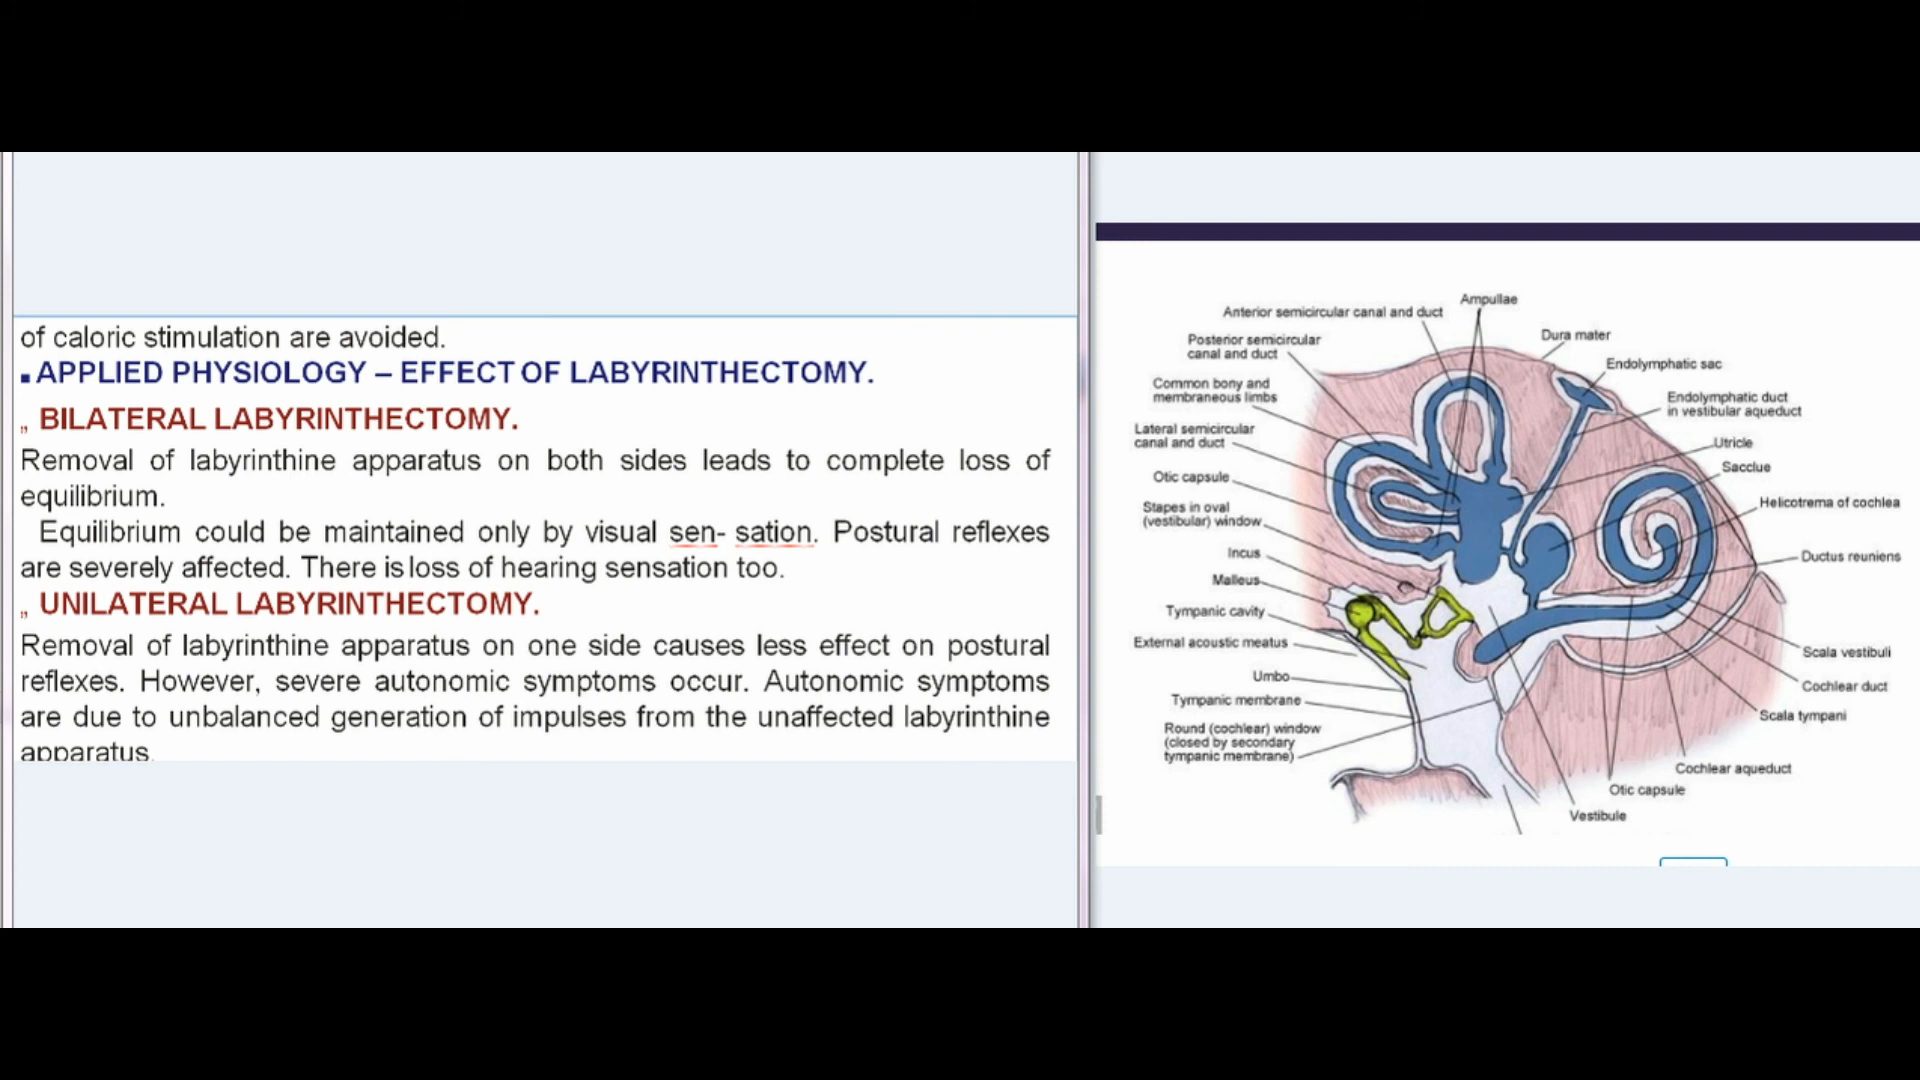 of caloric stimulation are avoided.
▪ APPLIED PHYSIOLOGY – EFFECT OF LABYRINTHECTOMY.
„ BILATERAL LABYRINTHECTOMY.
Removal of labyrinthine apparatus on both sides leads to complete loss of
equilibrium.
Equilibrium could be maintained only by visual sen- sation. Postural reflexes
are severely affected. There is loss of hearing sensation too.
„ UNILATERAL LABYRINTHECTOMY.
Removal of labyrinthine apparatus on one side causes less effect on postural
reflexes. However, severe autonomic symptoms occur. Autonomic symptoms
are due to unbalanced generation of impulses from the unaffected labyrinthine
apparatus.
Ampullae
Anterior semicircular canal and duct
Posterior semicircular
canal and duct
Common bony and
membraneous limbs
Lateral semicircular
canal and duct
Otic capsule
Stapes in oval
(vestibular) window
Incus
Malleus
Tympanic cavity
External acoustic meatus
Umbo
Tympanic membrane
Round (cochlear) window
(closed by secondary
tympanic membrane)
Dura mater
Endolymphatic sac
Endolymphatic duct
in vestibular aqueduct
Utricle
Sacclue
Helicotrema of cochlea
Ductus reuniens
Scala vestibuli
Cochlear duct
Scala tympani
Cochlear aqueduct
Otic capsule
Vestibule